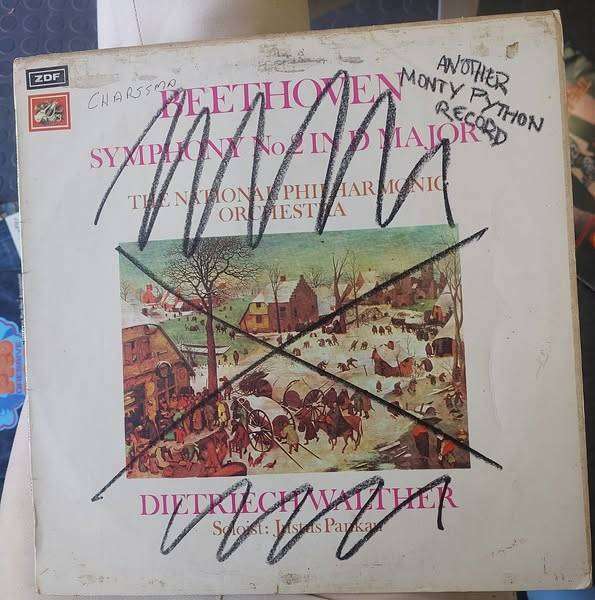 ZDF
CHARISMA
BEETHOVEN
ANOTHER
MONTY PYTHON
RECORD
SYMPHONY No. 2 IN D MAJOR
THE NATIONAL PHILHARMONIC
ORCHESTRA
DIETRIECH WALTHER
Soloist: Justus Pankau